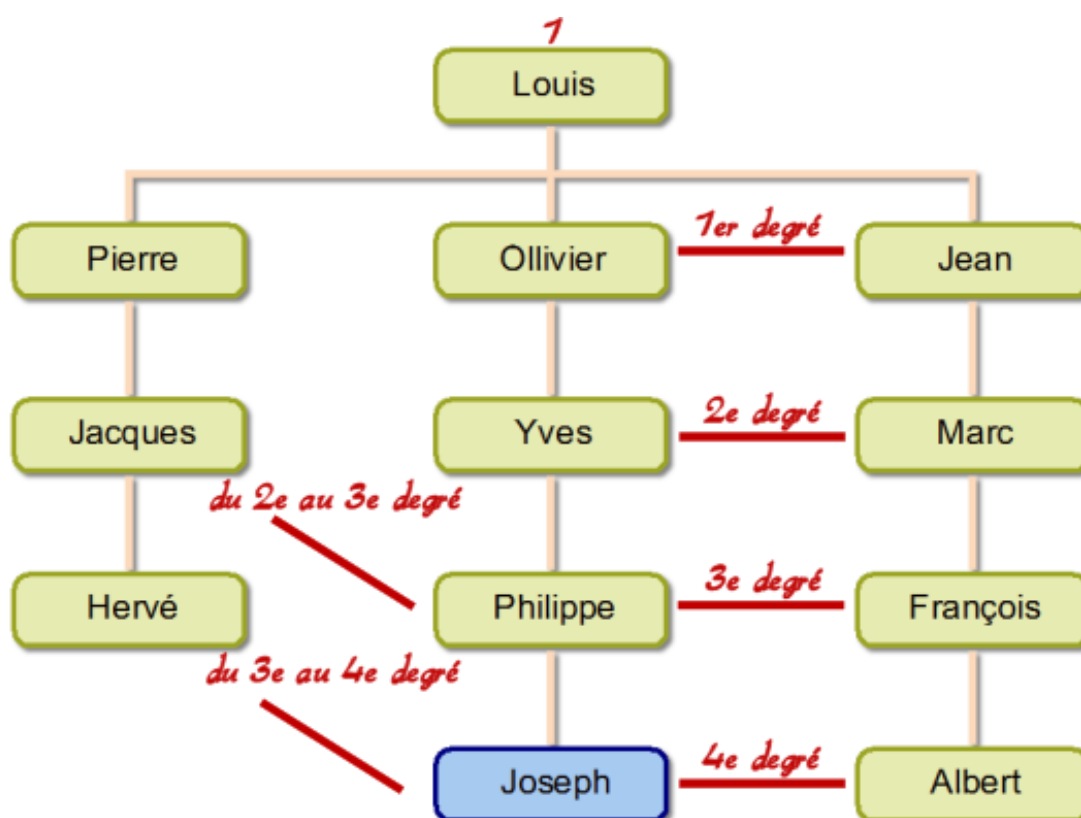 1
Louis
1er degré
Pierre
Ollivier
Jean
2e degré
Jacques
Yves
Marc
du 2e au 3e degré
3e degré
Hervé
Philippe
François
du 3e au 4e degré
4e degré
Joseph
Albert